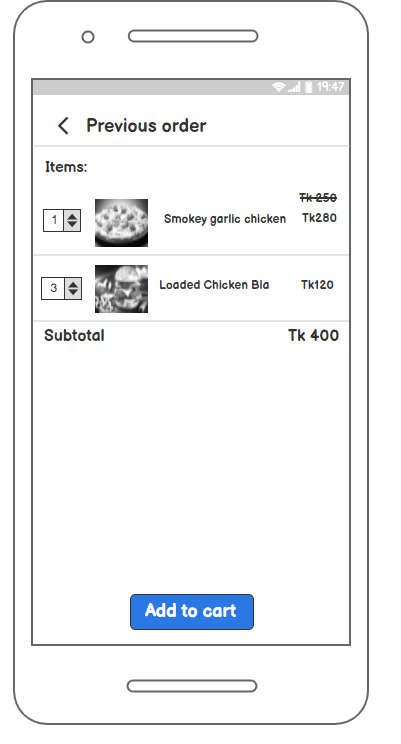 19:47
Previous order
Items:
Tk 250
1 Smokey garlic chicken Tk280
3 Loaded Chicken Bla Tk120
Subtotal Tk 400
Add to cart